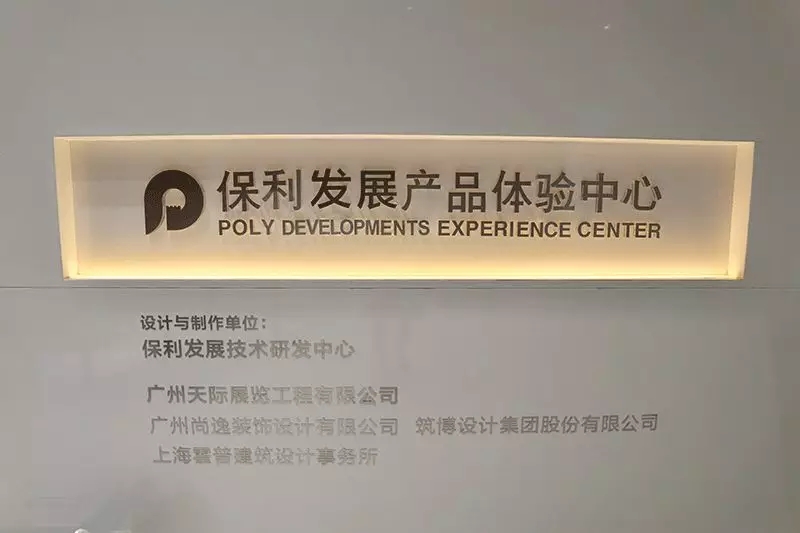 保利发展产品体验中心
POLY DEVELOPMENTS EXPERIENCE CENTER
设计与制作单位：
保利发展技术研发中心
广州天际展览工程有限公司
广州尚逸装饰设计有限公司 筑博设计集团股份有限公司
上海霍普建筑设计事务所